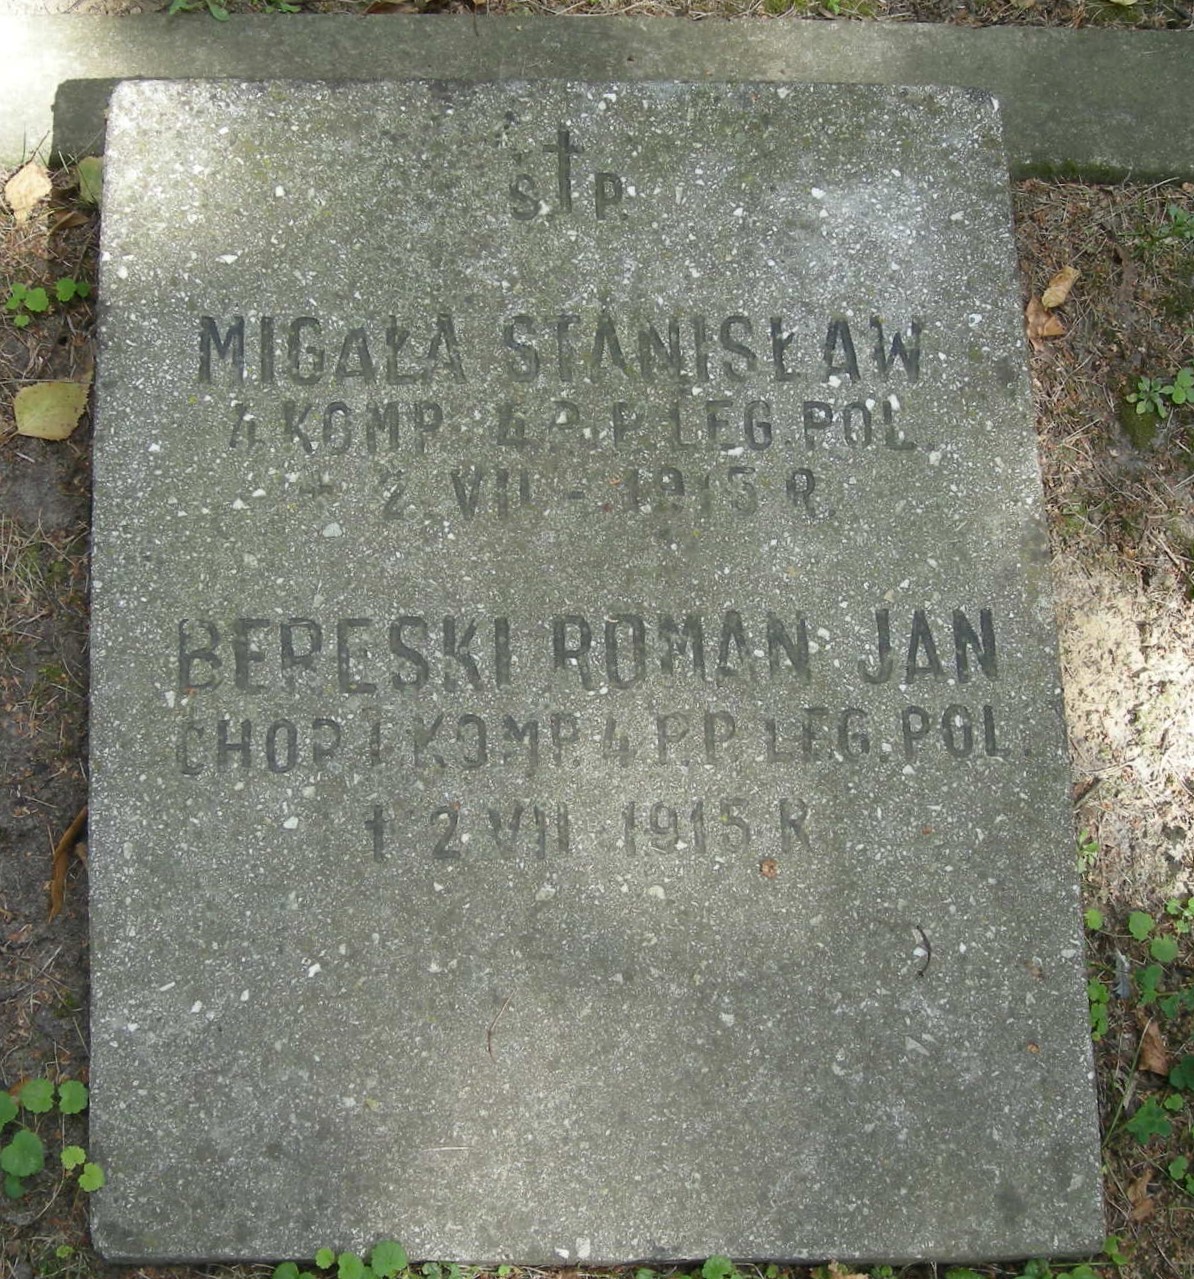 Ś † P.
MIGAŁA STANISŁAW
4 KOMP. 4 P. P. LEG. POL.
† 2. VII - 1915 R.
BERESKI ROMAN JAN
CHOR. I. KOMP. 4 P.P. LEG. POL.
† 2 VII 1915 R